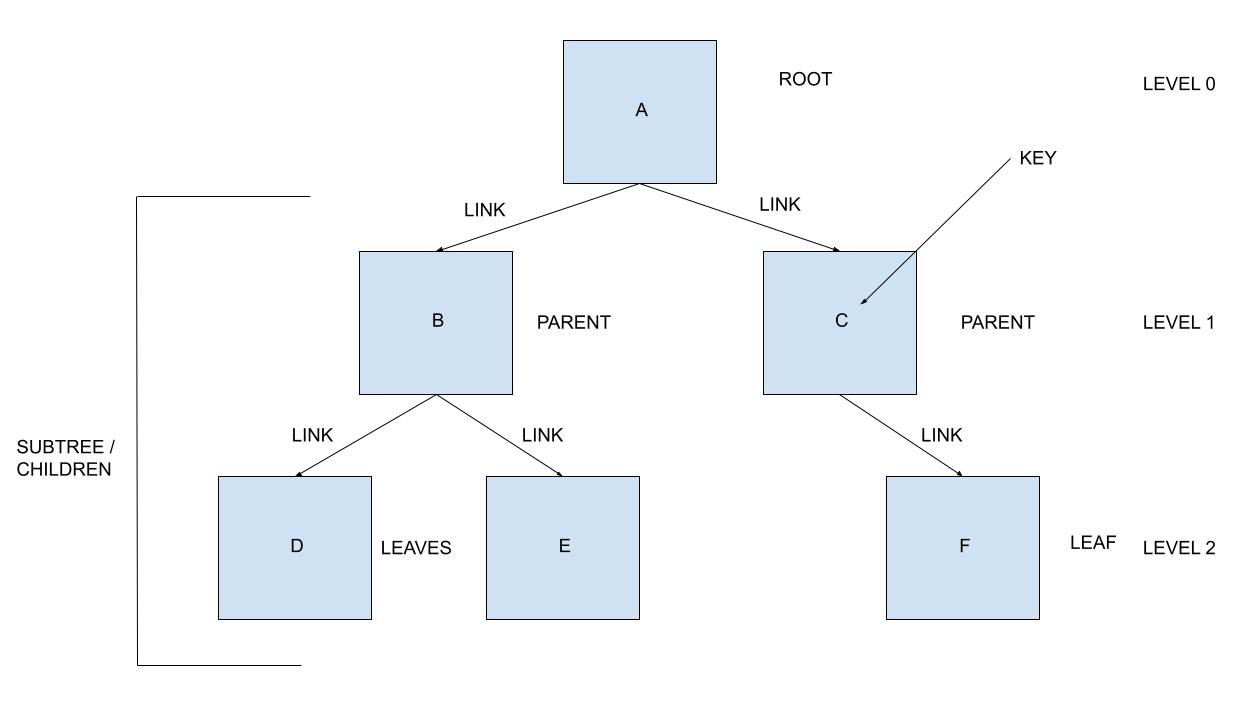 ROOT
LEVEL 0
A
KEY
LINK
LINK
B
PARENT
C
PARENT
LEVEL 1
LINK
LINK
LINK
SUBTREE /
CHILDREN
D
LEAVES
E
F
LEAF
LEVEL 2